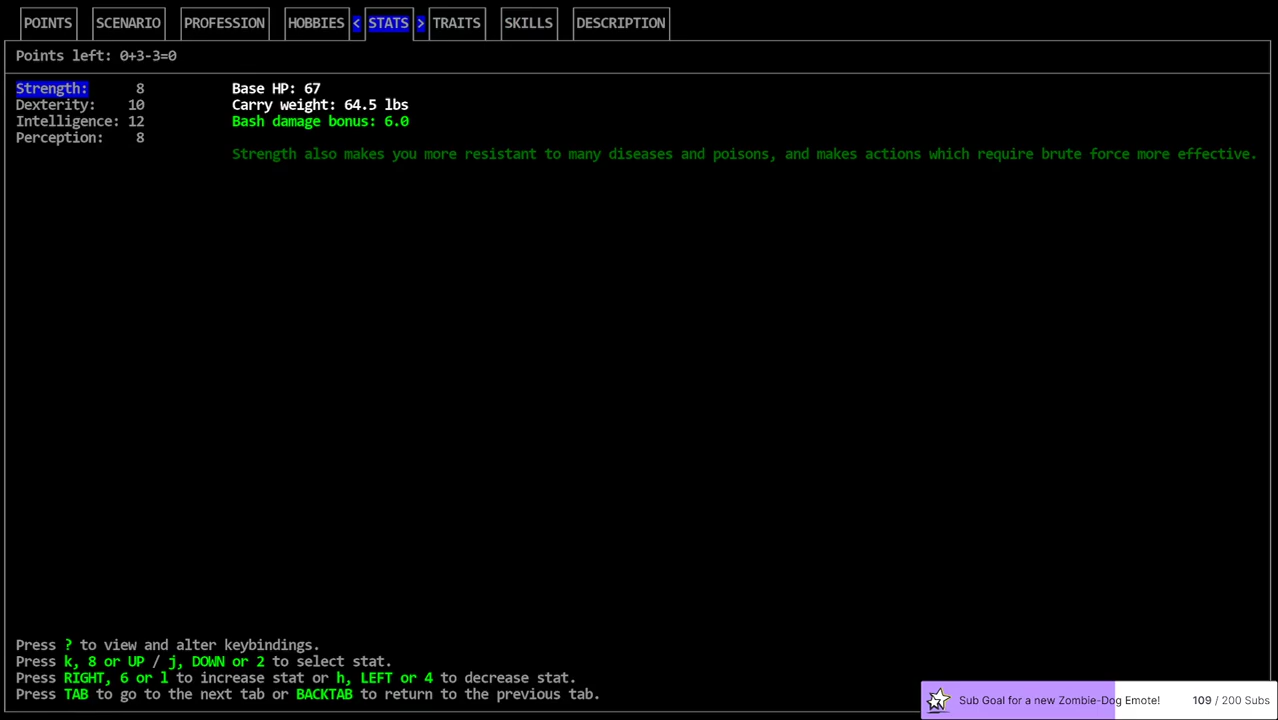 POINTS SCENARIO PROFESSION HOBBIES < STATS > TRAITS SKILLS DESCRIPTION
Points left: 0+3-3=0
Strength: 8 Base HP: 67
Dexterity: 10 Carry weight: 64.5 lbs
Intelligence: 12 Bash damage bonus: 6.0
Perception: 8
Strength also makes you more resistant to many diseases and poisons, and makes actions which require brute force more effective.
Press ? to view and alter keybindings.
Press k, 8 or UP / j, DOWN or 2 to select stat.
Press RIGHT, 6 or l to increase stat or h, LEFT or 4 to decrease stat.
Press TAB to go to the next tab or BACKTAB to return to the previous tab.
Sub Goal for a new Zombie-Dog Emote! 109 / 200 Subs